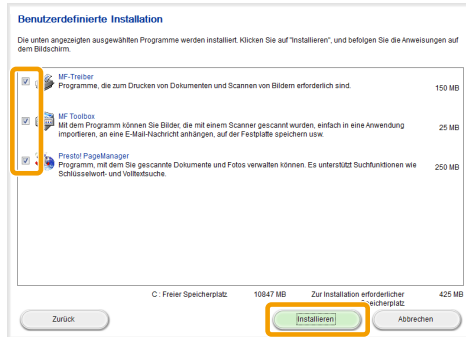 Benutzerdefinierte Installation
Die unten angezeigten ausgewählten Programme werden installiert. Klicken Sie auf "Installieren", und befolgen Sie die Anweisungen auf
dem Bildschirm.
MF-Treiber
Programme, die zum Drucken von Dokumenten und Scannen von Bildern erforderlich sind.
150 MB
MF Toolbox
Mit dem Programm können Sie Bilder, die mit einem Scanner gescannt wurden, einfach in eine Anwendung
importieren, an eine E-Mail-Nachricht anhängen, auf der Festplatte speichern usw.
25 MB
Presto! PageManager
Programm, mit dem Sie gescannte Dokumente und Fotos verwalten können. Es unterstützt Suchfunktionen wie
Schlüsselwort- und Volltextsuche.
250 MB
C : Freier Speicherplatz 10847 MB Zur Installation erforderlicher 425 MB
Speicherplatz
Zurück Installieren Abbrechen